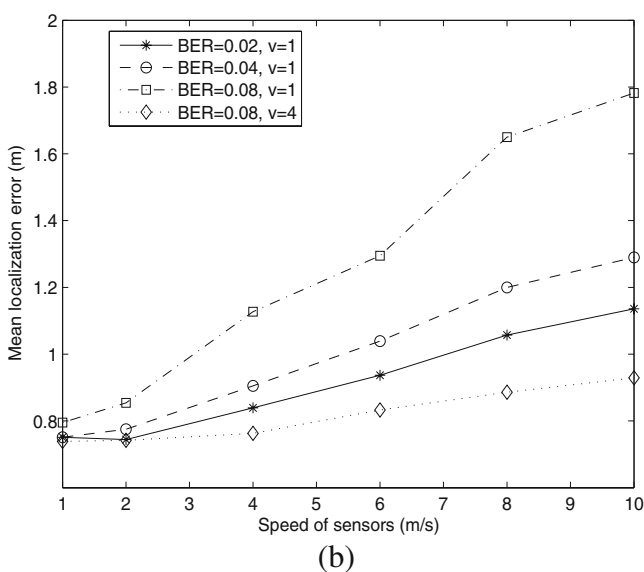 2
1.8
1.6
1.4
1.2
1
0.8
Mean localization error (m)
BER=0.02, v=1
BER=0.04, v=1
BER=0.08, v=1
BER=0.08, v=4
1 2 3 4 5 6 7 8 9 10
Speed of sensors (m/s)
(b)